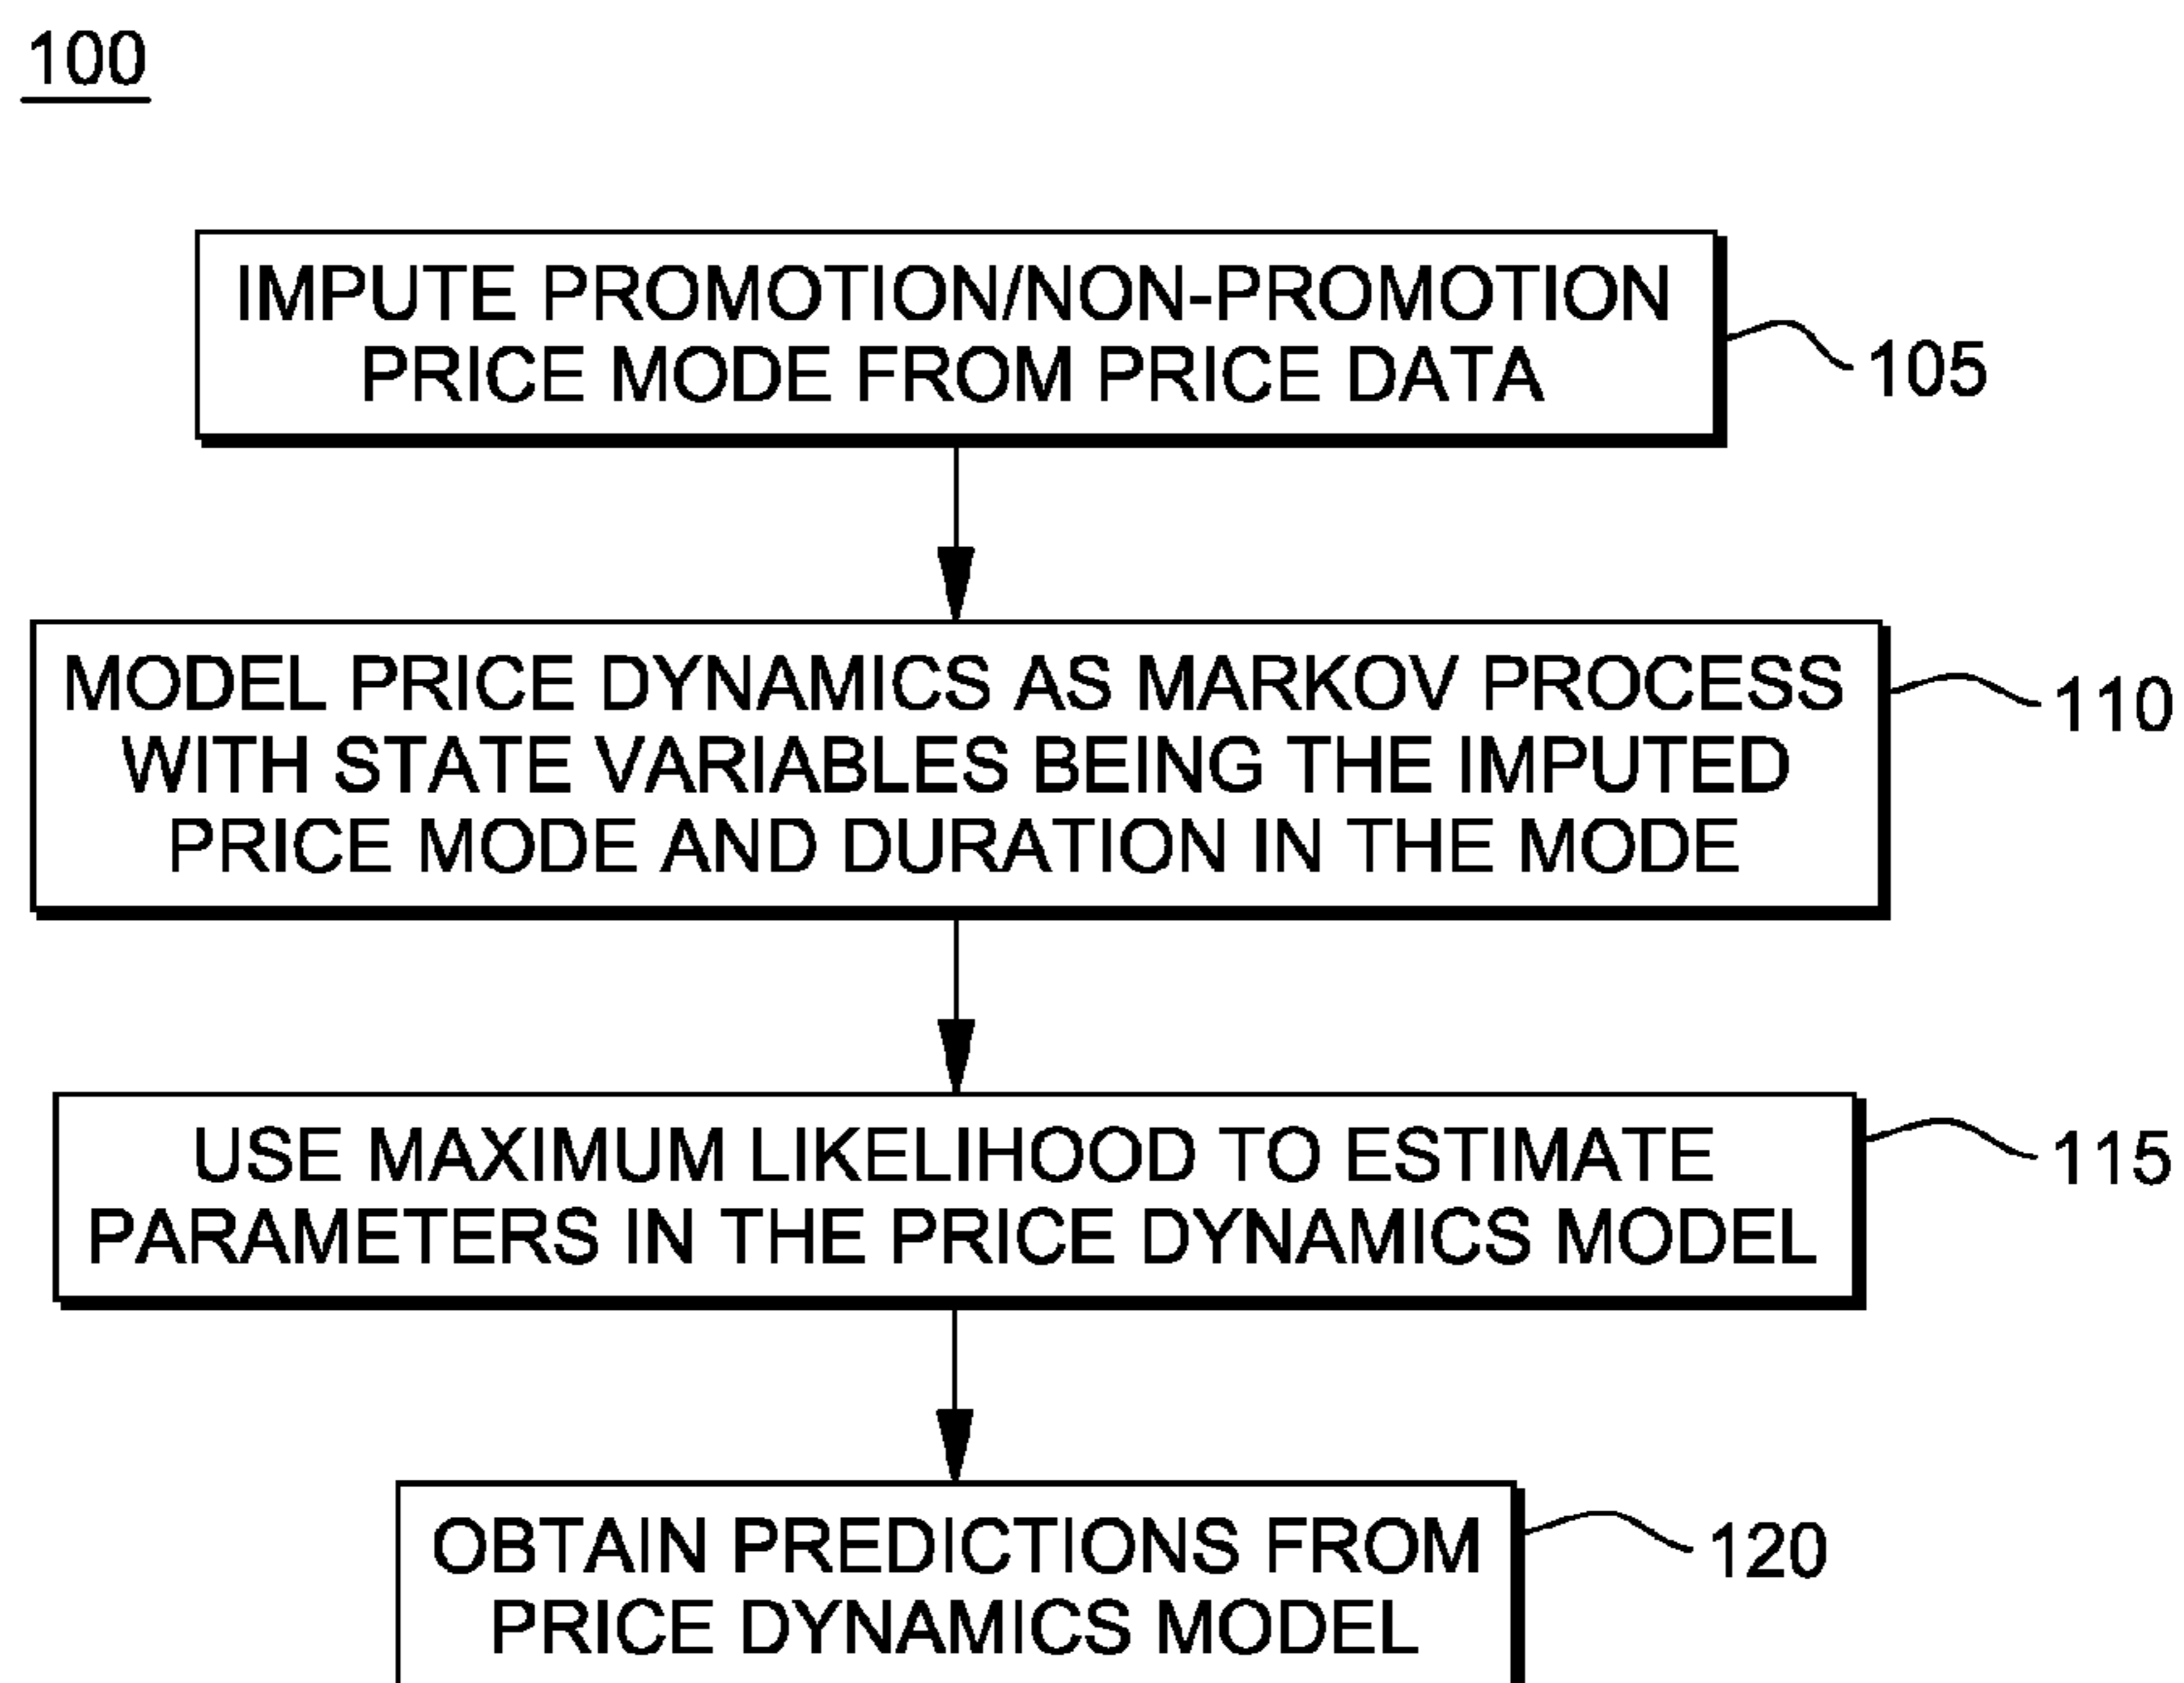 100
IMPUTE PROMOTION/NON-PROMOTION
PRICE MODE FROM PRICE DATA
105
MODEL PRICE DYNAMICS AS MARKOV PROCESS
WITH STATE VARIABLES BEING THE IMPUTED
PRICE MODE AND DURATION IN THE MODE
110
USE MAXIMUM LIKELIHOOD TO ESTIMATE
PARAMETERS IN THE PRICE DYNAMICS MODEL
115
OBTAIN PREDICTIONS FROM
PRICE DYNAMICS MODEL
120